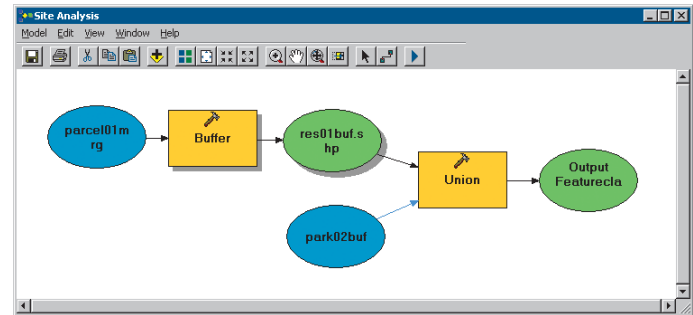 Site Analysis
Model Edit View Window Help
parcel01m
rg
Buffer
res01buf.s
hp
Union
Output
Featurecla
park02buf